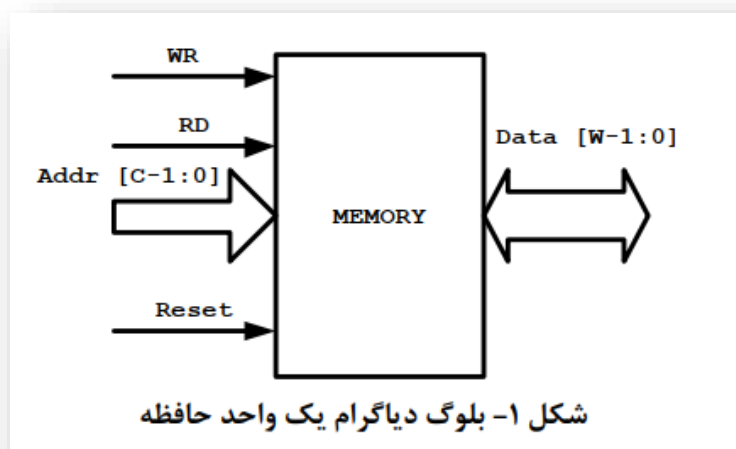 WR
RD
Data [W-1:0]
Addr [C-1:0]
MEMORY
Reset
شکل ۱- بلوگ دیاگرام یک واحد حافظه